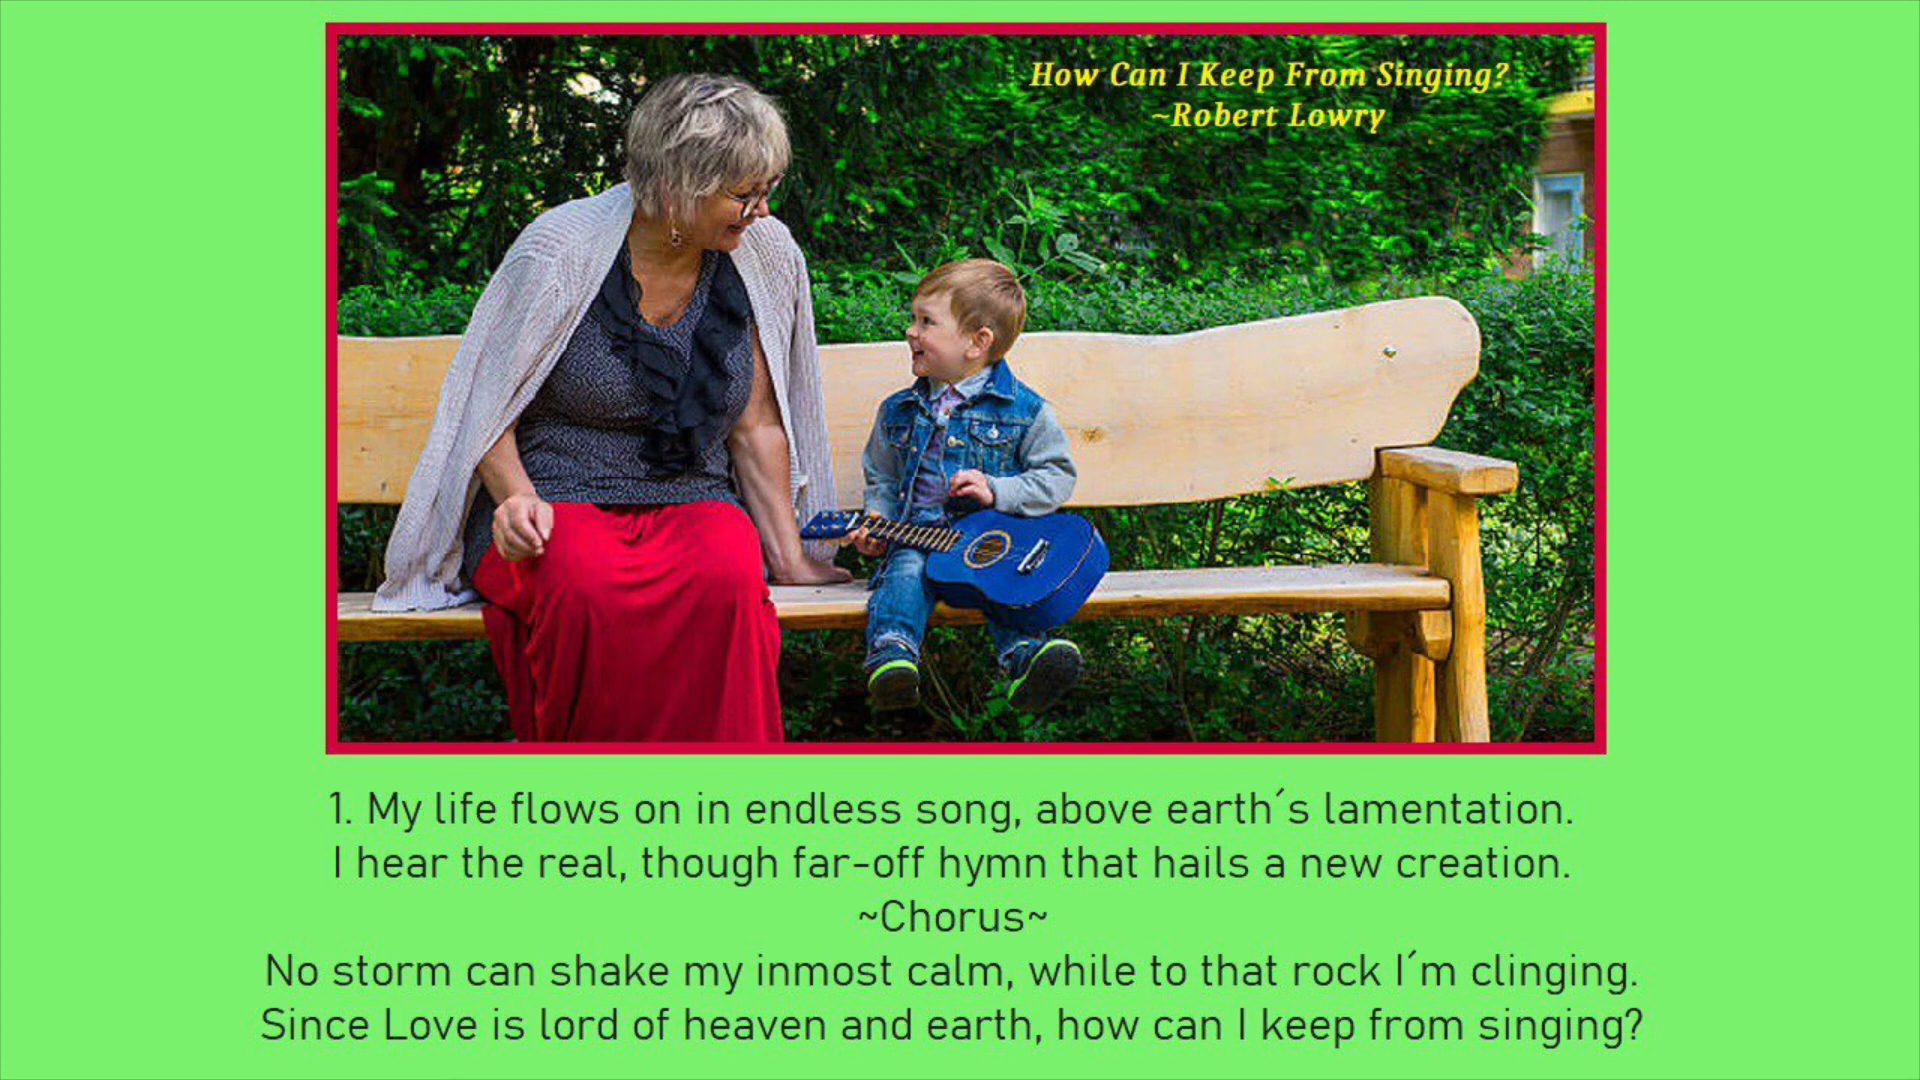 How Can I Keep From Singing?
~Robert Lowry
1. My life flows on in endless song, above earth´s lamentation.
I hear the real, though far-off hymn that hails a new creation.
~Chorus~
No storm can shake my inmost calm, while to that rock I´m clinging.
Since Love is lord of heaven and earth, how can I keep from singing?